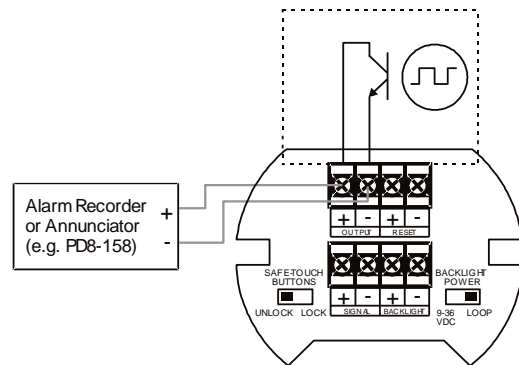 Alarm Recorder
or Annunciator
(e.g. PD8-158)
+
-
+ - + -
OUTPUT RESET
SAFE-TOUCH
BUTTONS
UNLOCK LOCK
+ - + -
SIGNAL BACKLIGHT
BACKLIGHT
POWER
9-36
VDC
LOOP